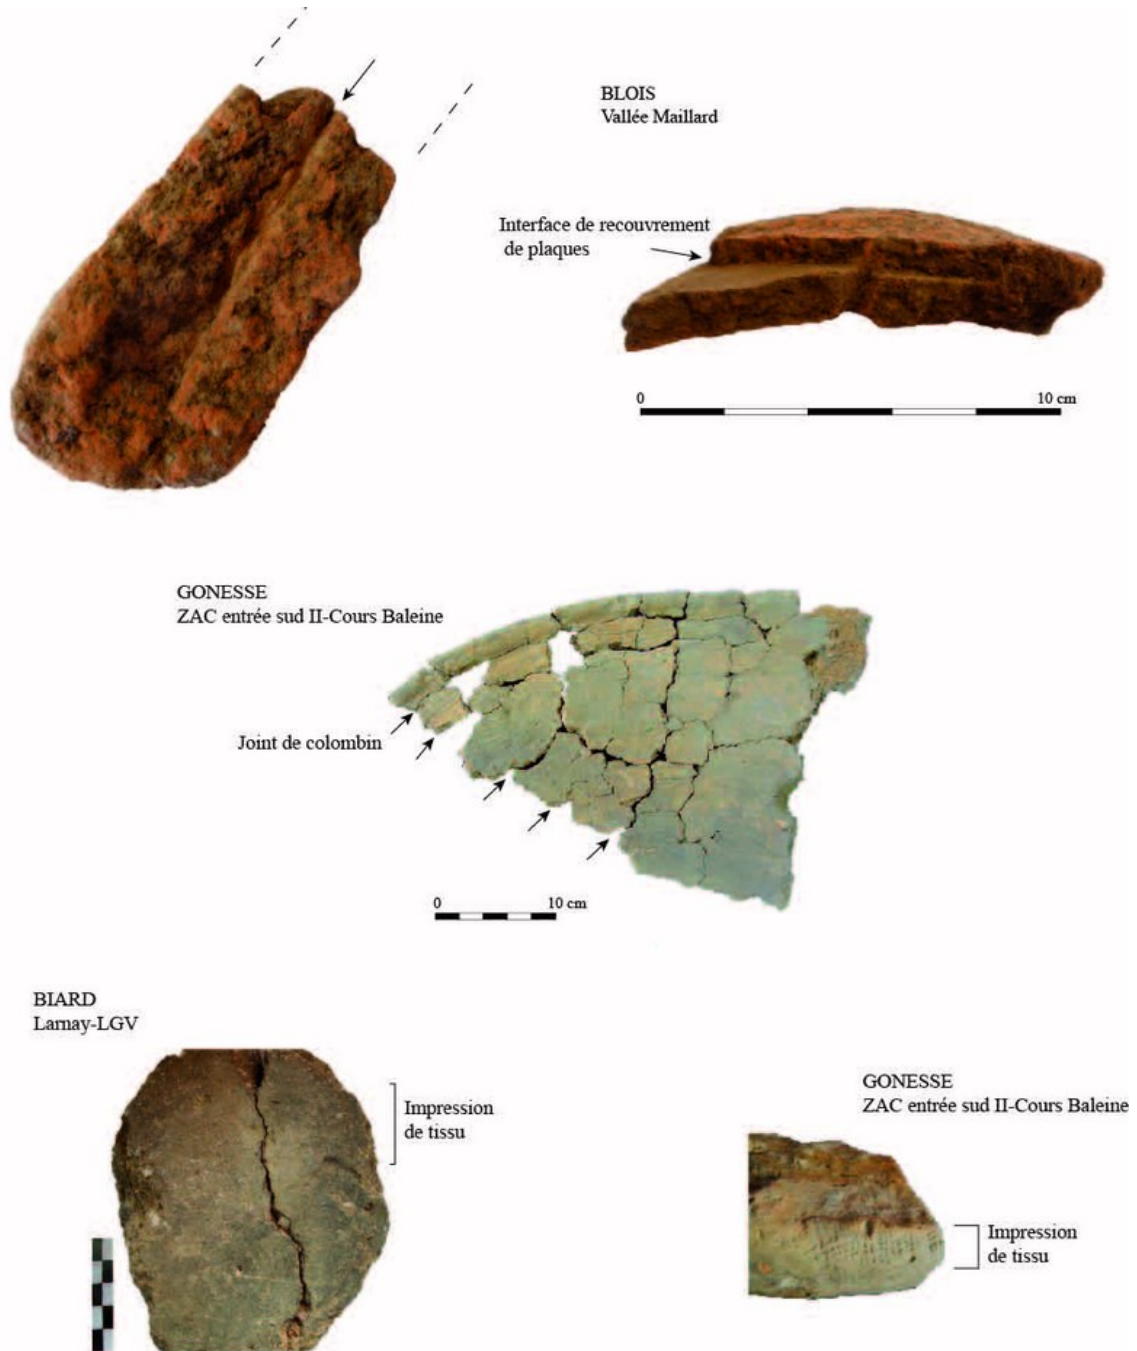 BLOIS
Vallée Maillard
Interface de recouvrement
de plaques
0 10 cm
GONESSE
ZAC entrée sud II-Cours Baleine
Joint de colombin
0 10 cm
BIARD
Larnay-LGV
Impression
de tissu
GONESSE
ZAC entrée sud II-Cours Baleine
Impression
de tissu